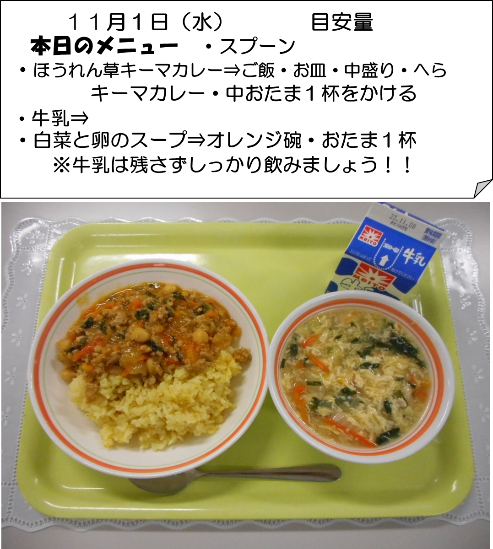 １１月１日（水）　　　目安量
本日のメニュー　・スプーン
・ほうれん草キーマカレー⇒ご飯・お皿・中盛り・へら
キーマカレー・中おたま１杯をかける
・牛乳⇒
・白菜と卵のスープ⇒オレンジ碗・おたま１杯
※牛乳は残さずしっかり飲みましょう！！
牛乳